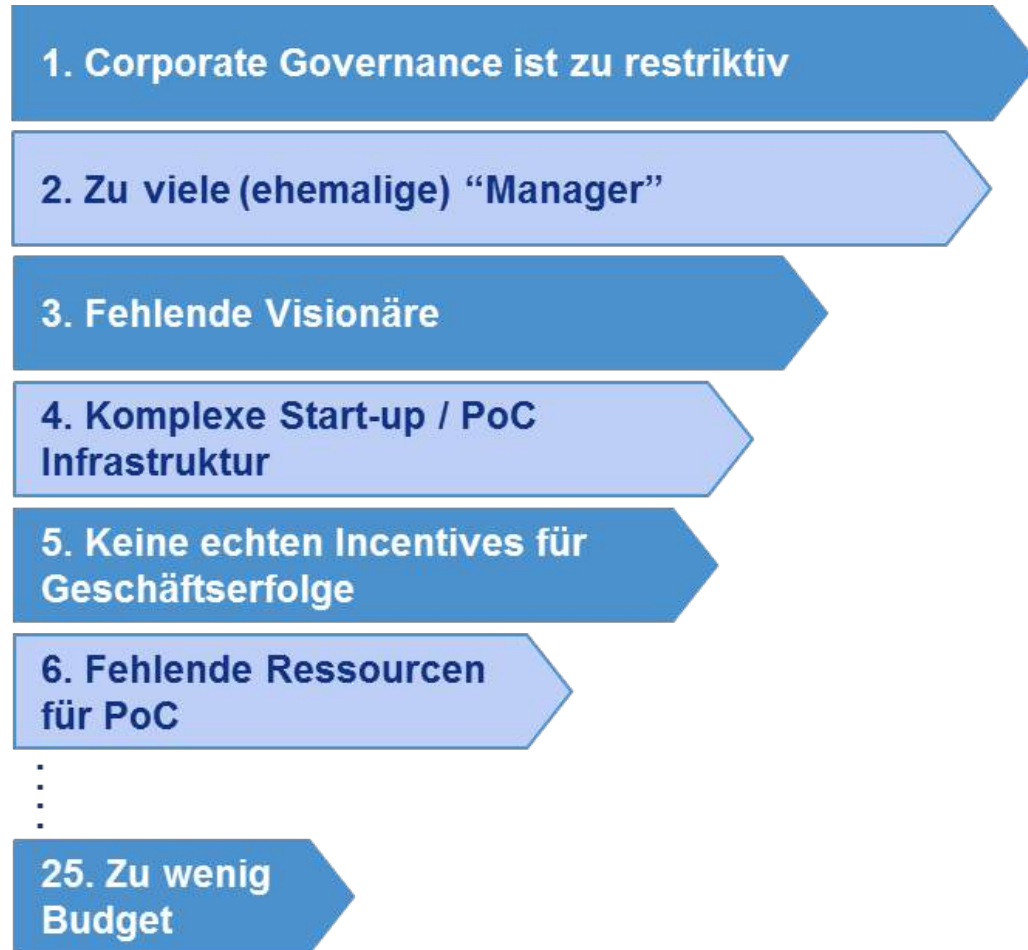 1. Corporate Governance ist zu restriktiv
2. Zu viele (ehemalige) “Manager”
3. Fehlende Visionäre
4. Komplexe Start-up / PoC
Infrastruktur
5. Keine echten Incentives für
Geschäftserfolge
6. Fehlende Ressourcen
für PoC
25. Zu wenig
Budget